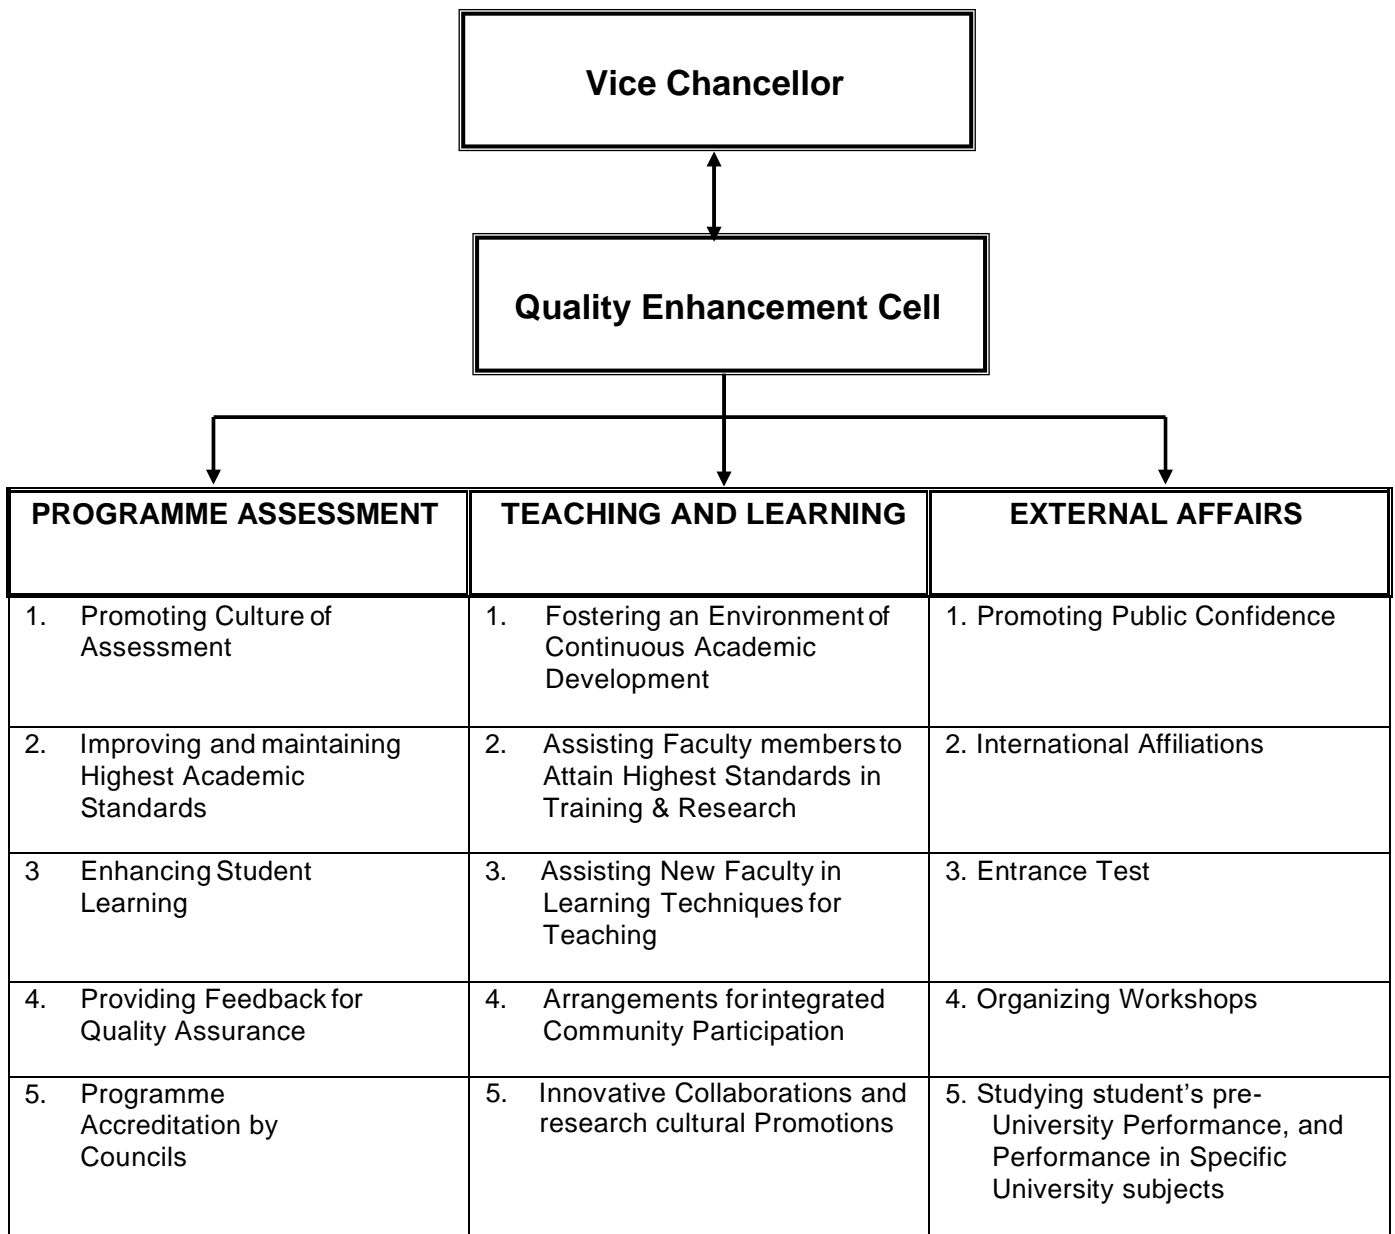 Vice Chancellor
Quality Enhancement Cell
PROGRAMME ASSESSMENT
TEACHING AND LEARNING
EXTERNAL AFFAIRS
1. Promoting Culture of
Assessment
1. Fostering an Environment of
Continuous Academic
Development
1. Promoting Public Confidence
2. Improving and maintaining
Highest Academic
Standards
2. Assisting Faculty members to
Attain Highest Standards in
Training & Research
2. International Affiliations
3 Enhancing Student
Learning
3. Assisting New Faculty in
Learning Techniques for
Teaching
3. Entrance Test
4. Providing Feedback for
Quality Assurance
4. Arrangements for integrated
Community Participation
4. Organizing Workshops
5. Programme
Accreditation by
Councils
5. Innovative Collaborations and
research cultural Promotions
5. Studying student’s pre-
University Performance, and
Performance in Specific
University subjects